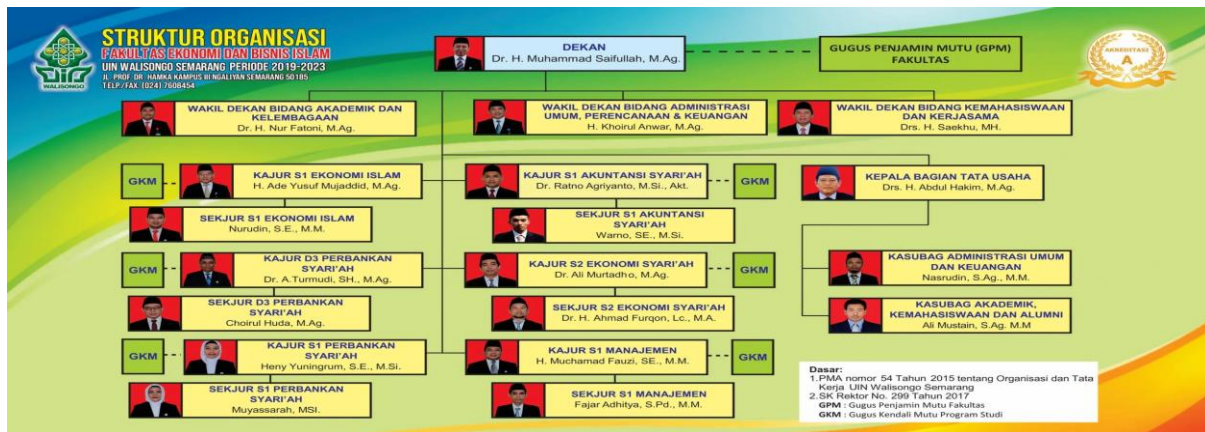 STRUKTUR ORGANISASI
FAKULTAS EKONOMI DAN BISNIS ISLAM
UIN WALISONGO SEMARANG PERIODE 2019-2023
JL. PROF. DR. HAMKA KAMPUS III NGALIYAN SEMARANG 50185
TELP./FAX. (024) 7608454
WALISONGO
DEKAN
Dr. H. Muhammad Saifullah, M.Ag.
GUGUS PENJAMIN MUTU (GPM)
FAKULTAS
AKREDITASI
A
WAKIL DEKAN BIDANG AKADEMIK DAN
KELEMBAGAAN
Dr. H. Nur Fatoni, M.Ag.
WAKIL DEKAN BIDANG ADMINISTRASI
UMUM, PERENCANAAN & KEUANGAN
H. Khoirul Anwar, M.Ag.
WAKIL DEKAN BIDANG KEMAHASISWAAN
DAN KERJASAMA
Drs. H. Saekhu, MH.
GKM
KAJUR S1 EKONOMI ISLAM
H. Ade Yusuf Mujaddid, M.Ag.
KAJUR S1 AKUNTANSI SYARI'AH
Dr. Ratno Agriyanto, M.Si., Akt.
GKM
KEPALA BAGIAN TATA USAHA
Drs. H. Abdul Hakim, M.Ag.
SEKJUR S1 EKONOMI ISLAM
Nurudin, S.E., M.M.
SEKJUR S1 AKUNTANSI
SYARI'AH
Warno, SE., M.Si.
GKM
KAJUR D3 PERBANKAN
SYARI'AH
Dr. A.Turmudi, SH., M.Ag.
KAJUR S2 EKONOMI SYARI'AH
Dr. Ali Murtadho, M.Ag.
GKM
KASUBAG ADMINISTRASI UMUM
DAN KEUANGAN
Nasrudin, S.Ag., M.M.
SEKJUR D3 PERBANKAN
SYARI'AH
Choirul Huda, M.Ag.
SEKJUR S2 EKONOMI SYARI'AH
Dr. H. Ahmad Furqon, Lc., M.A.
KASUBAG AKADEMIK,
KEMAHASISWAAN DAN ALUMNI
Ali Mustain, S.Ag. M.M
GKM
KAJUR S1 PERBANKAN
SYARI'AH
Heny Yuningrum, S.E., M.Si.
KAJUR S1 MANAJEMEN
H. Muchamad Fauzi, SE., M.M.
GKM
SEKJUR S1 PERBANKAN
SYARI'AH
Muyassarah, MSI.
SEKJUR S1 MANAJEMEN
Fajar Adhitya, S.Pd., M.M.
Dasar:
1.PMA nomor 54 Tahun 2015 tentang Organisasi dan Tata
Kerja UIN Walisongo Semarang
2.SK Rektor No. 299 Tahun 2017
GPM : Gugus Penjamin Mutu Fakultas
GKM : Gugus Kendali Mutu Program Studi